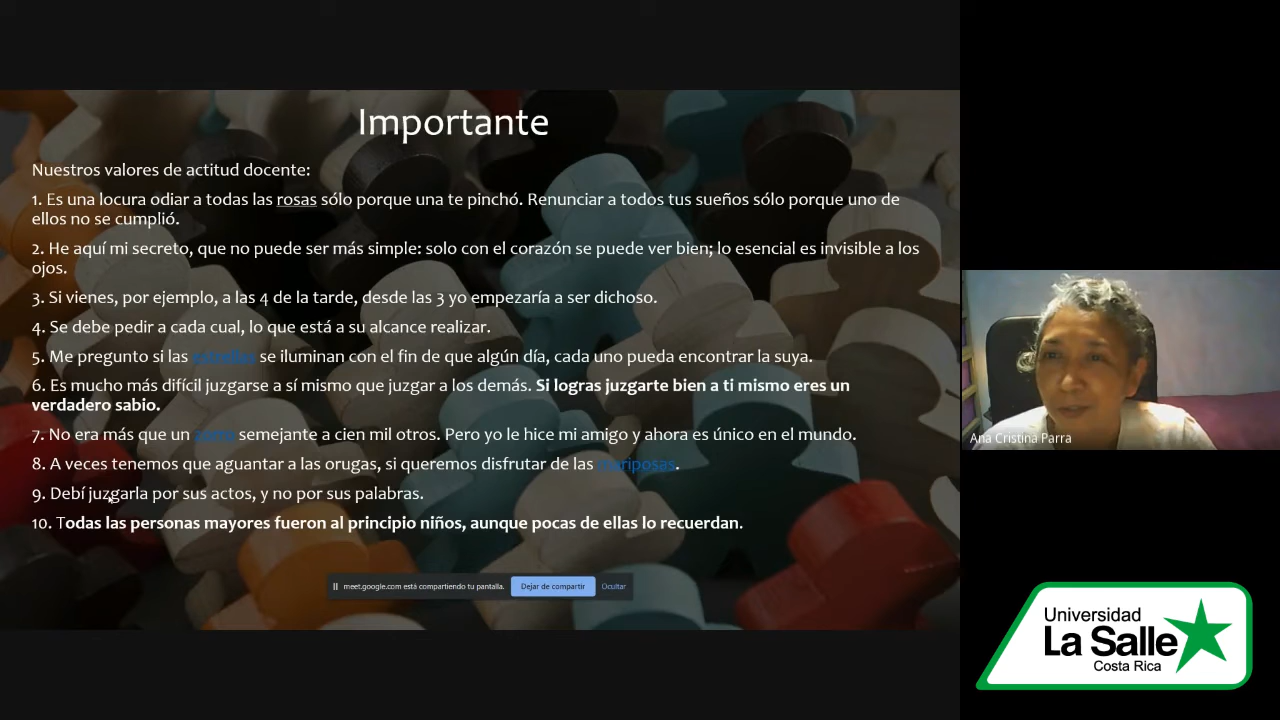 Importante
Nuestros valores de actitud docente:
1. Es una locura odiar a todas las rosas sólo porque una te pinchó. Renunciar a todos tus sueños sólo porque uno de
ellos no se cumplió.
2. He aquí mi secreto, que no puede ser más simple: solo con el corazón se puede ver bien; lo esencial es invisible a los
ojos.
3. Si vienes, por ejemplo, a las 4 de la tarde, desde las 3 yo empezaría a ser dichoso.
4. Se debe pedir a cada cual, lo que está a su alcance realizar.
5. Me pregunto si las estrellas se iluminan con el fin de que algún día, cada uno pueda encontrar la suya.
6. Es mucho más difícil juzgarse a sí mismo que juzgar a los demás. Si logras juzgarte bien a ti mismo eres un
verdadero sabio.
7. No era más que un zorro semejante a cien mil otros. Pero yo le hice mi amigo y ahora es único en el mundo.
8. A veces tenemos que aguantar a las orugas, si queremos disfrutar de las mariposas.
9. Debí juzgarla por sus actos, y no por sus palabras.
10. Todas las personas mayores fueron al principio niños, aunque pocas de ellas lo recuerdan.
meet.google.com está compartiendo tu pantalla. Dejar de compartir Ocultar
Ana Cristina Parra
Universidad
La Salle
Costa Rica